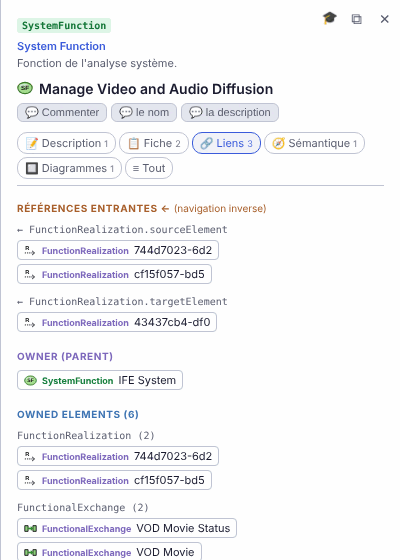 SystemFunction
System Function
Fonction de l'analyse système.
SF Manage Video and Audio Diffusion
Commenter le nom la description
Description 1 Fiche 2 Liens 3 Sémantique 1
Diagrammes 1 ≡ Tout
RÉFÉRENCES ENTRANTES ← (navigation inverse)
← FunctionRealization.sourceElement
R FunctionRealization 744d7023-6d2
R FunctionRealization cf15f057-bd5
← FunctionRealization.targetElement
R FunctionRealization 43437cb4-df0
OWNER (PARENT)
SF SystemFunction IFE System
OWNED ELEMENTS (6)
FunctionRealization (2)
R FunctionRealization 744d7023-6d2
R FunctionRealization cf15f057-bd5
FunctionalExchange (2)
FunctionalExchange VOD Movie Status
FunctionalExchange VOD Movie